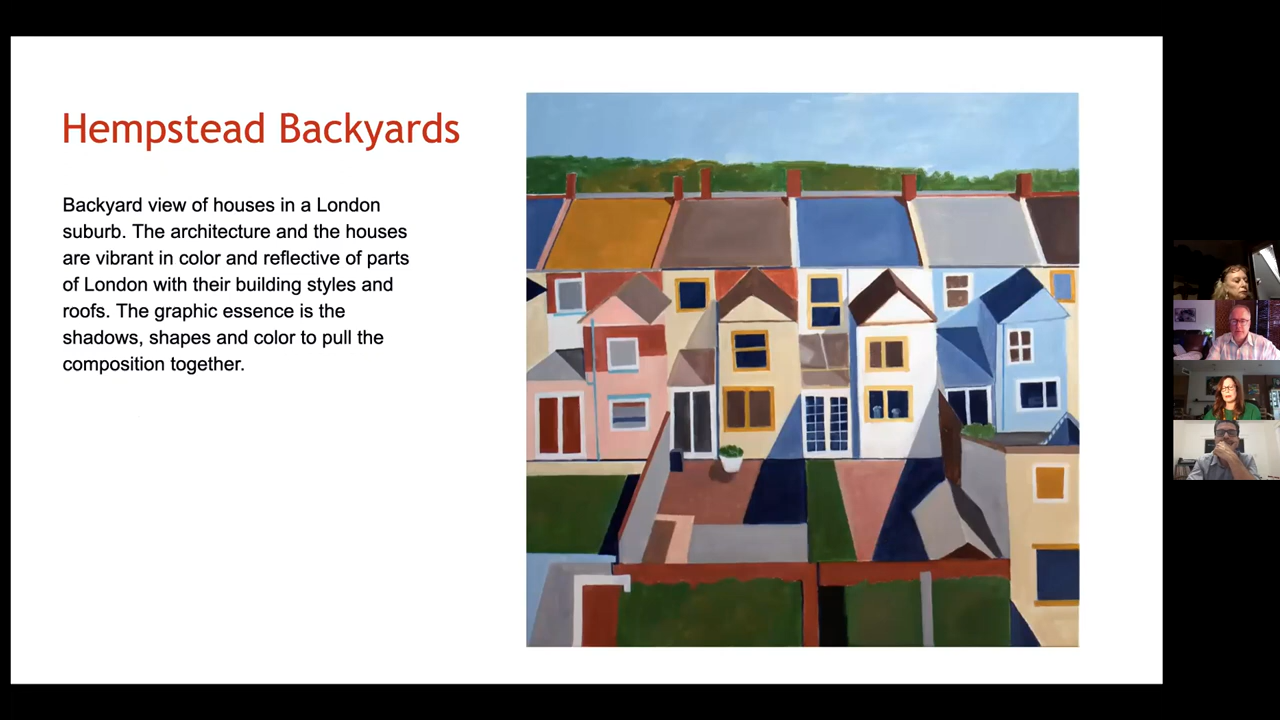 Hempstead Backyards
Backyard view of houses in a London
suburb. The architecture and the houses
are vibrant in color and reflective of parts
of London with their building styles and
roofs. The graphic essence is the
shadows, shapes and color to pull the
composition together.